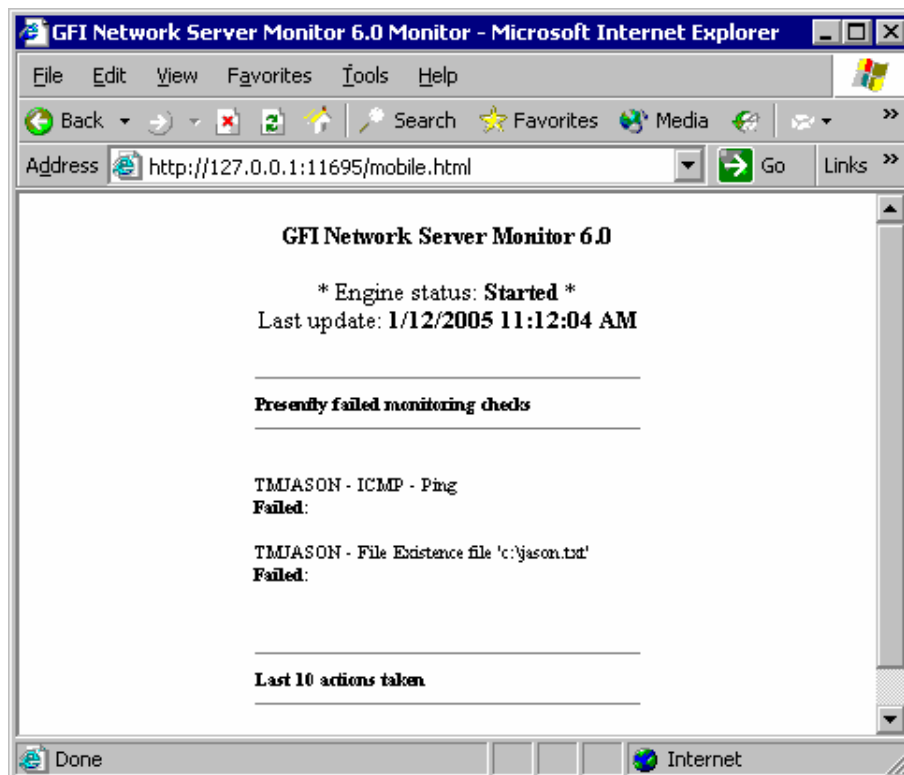 GFI Network Server Monitor 6.0 Monitor - Microsoft Internet Explorer
File Edit View Favorites Tools Help
Back Search Favorites Media »
Address http://127.0.0.1:11695/mobile.html Go Links »
GFI Network Server Monitor 6.0
* Engine status: Started *
Last update: 1/12/2005 11:12:04 AM
Presently failed monitoring checks
TMJASON - ICMP - Ping
Failed:
TMJASON - File Existence file 'c:\jason.txt'
Failed:
Last 10 actions taken
Done Internet